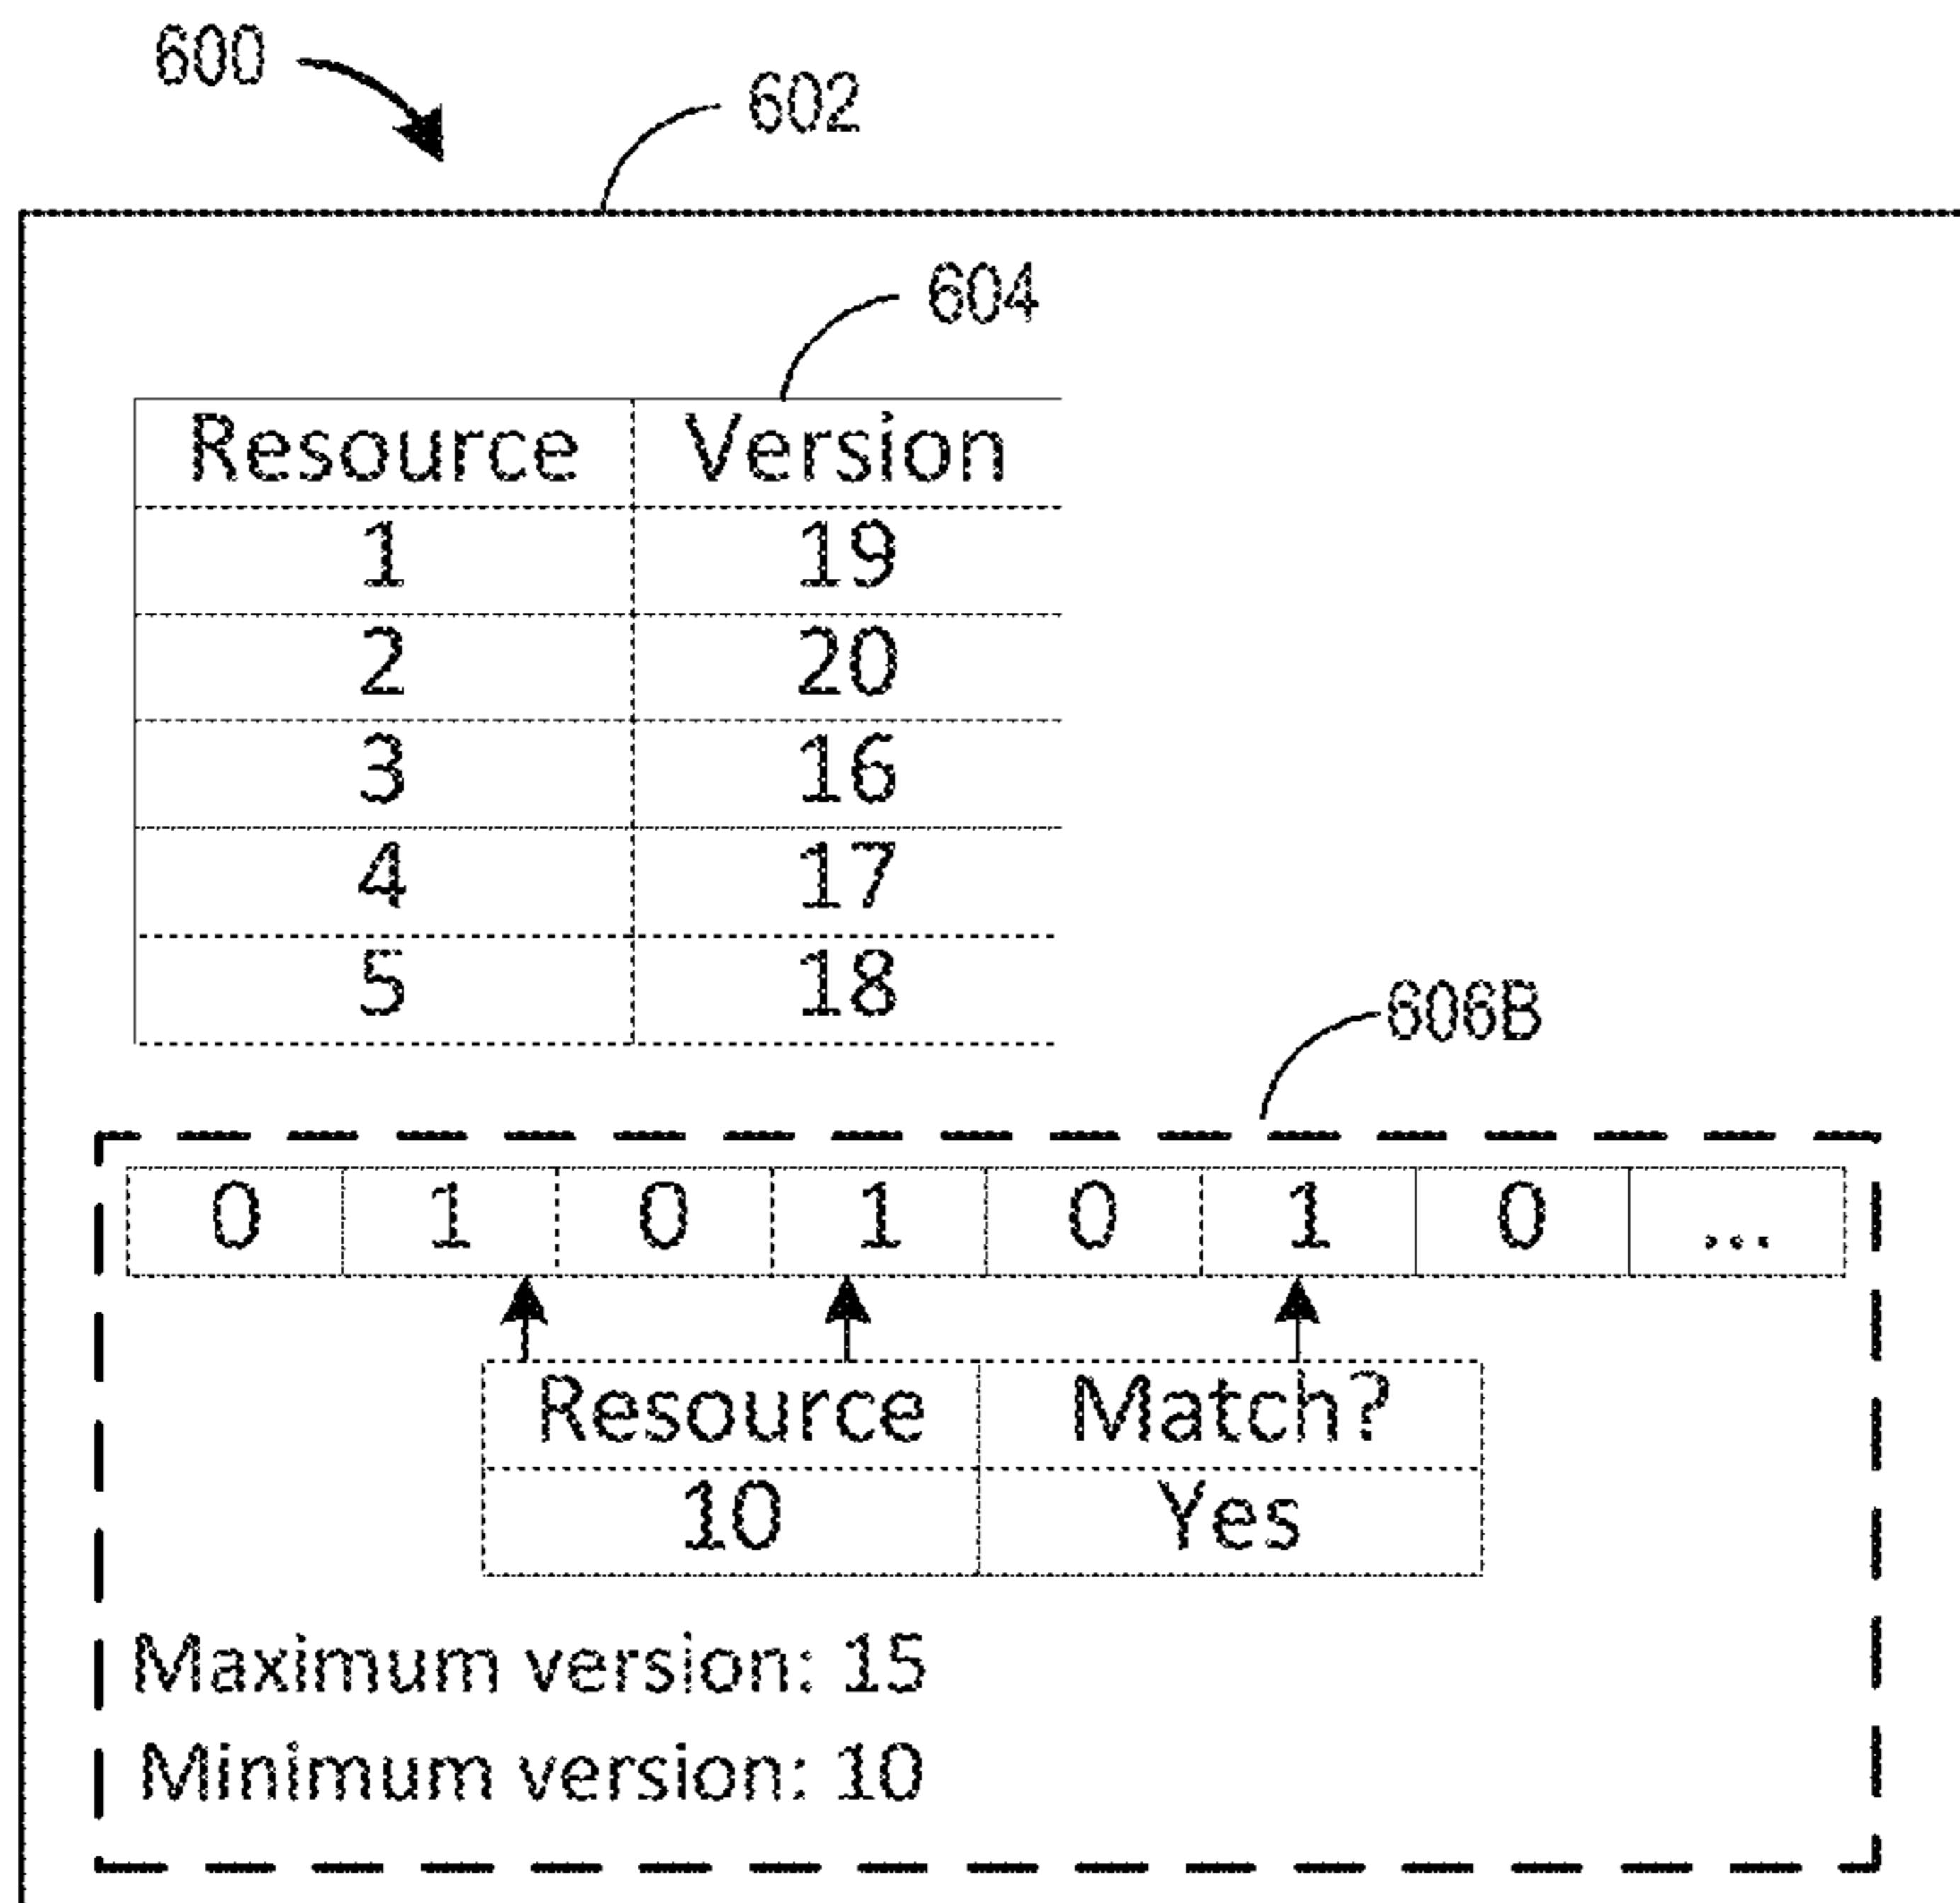 600
602
604
Resource Version
1 19
2 20
3 16
4 17
5 18
606B
0 1 0 1 0 1 0 ...
Resource Match?
10 Yes
Maximum version: 15
Minimum version: 10